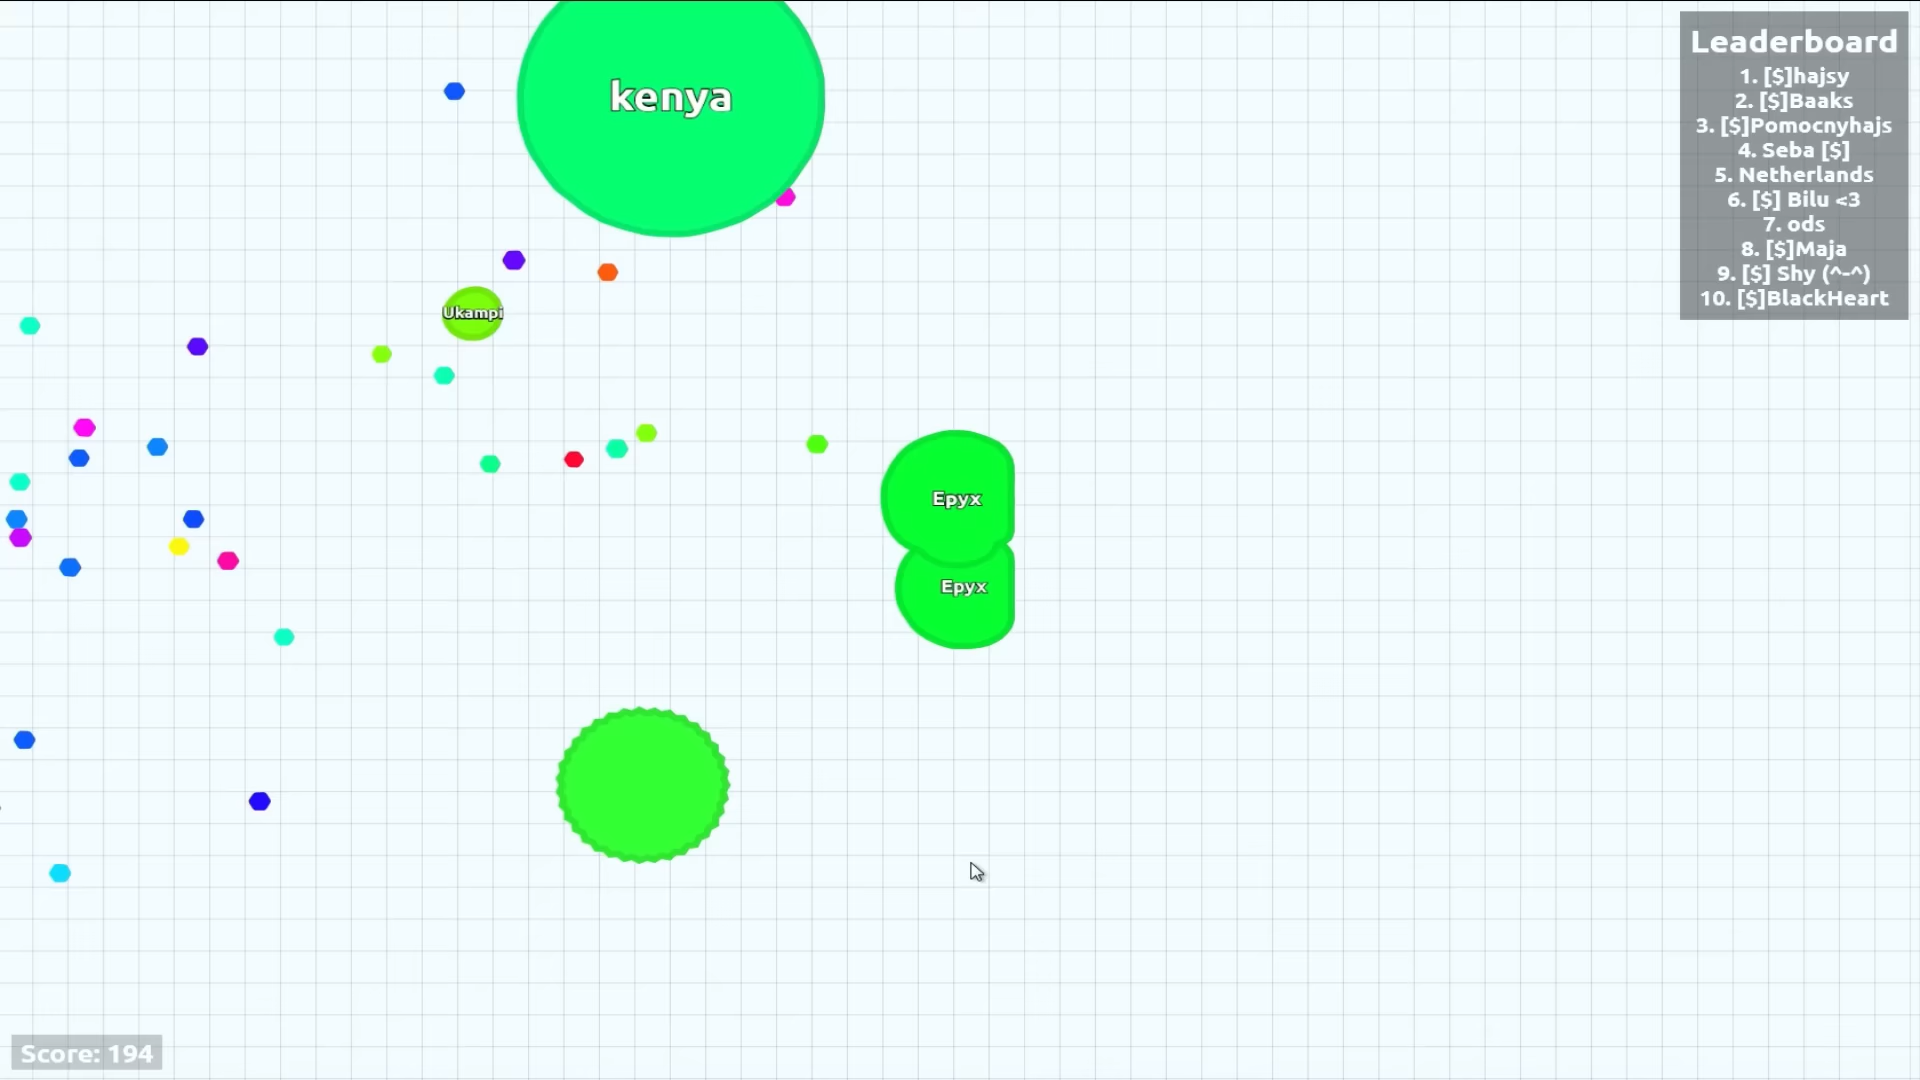 kenya
Ukampi
Epyx
Epyx
Leaderboard
1. [$]hajsy
2. [$]Baaks
3. [$]Pomocnyhajs
4. Seba [$]
5. Netherlands
6. [$] Bilu <3
7. ods
8. [$]Maja
9. [$] Shy (^-^)
10. [$]BlackHeart
Score: 194